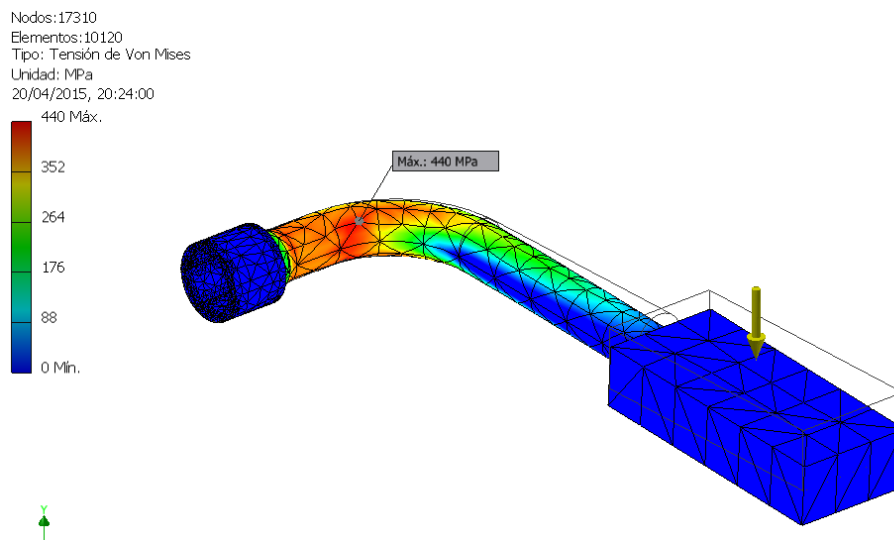 Nodos:17310
Elementos:10120
Tipo: Tensión de Von Mises
Unidad: MPa
20/04/2015, 20:24:00
440 Máx.
352
264
176
88
0 Mín.
Máx.: 440 MPa
Y